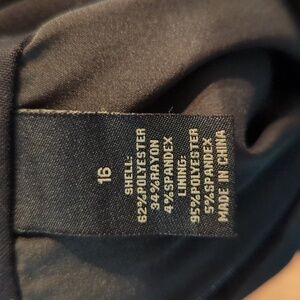 16
SHELL:
62%POLYESTER
34%RAYON
4%SPANDEX
LINING:
95%POLYESTER
5%SPANDEX
MADE IN CHINA